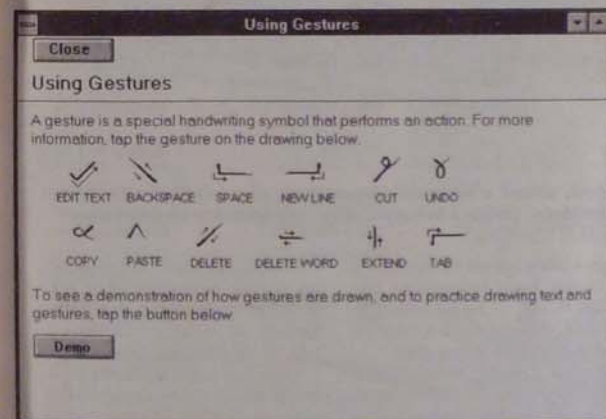 Using Gestures
Close
Using Gestures
A gesture is a special handwriting symbol that performs an action. For more
information, tap the gesture on the drawing below.
EDIT TEXT BACKSPACE SPACE NEW LINE CUT UNDO
COPY PASTE DELETE DELETE WORD EXTEND TAB
To see a demonstration of how gestures are drawn, and to practice drawing text and
gestures, tap the button below.
Demo